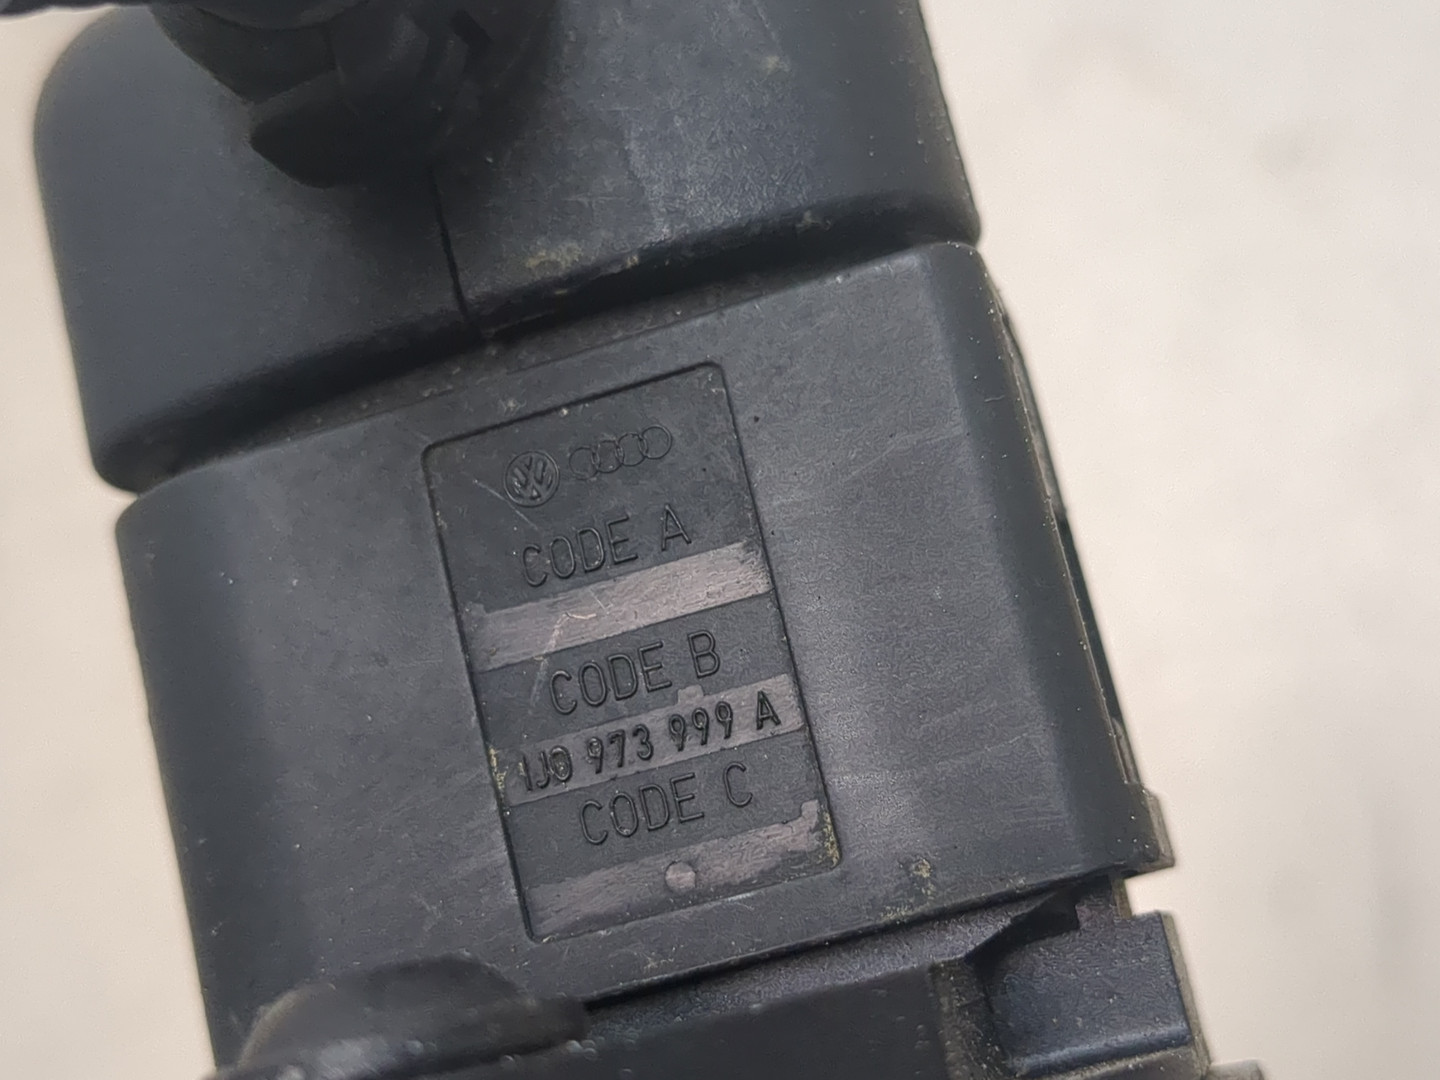 CODE A
CODE B
1J0 973 999 A
CODE C